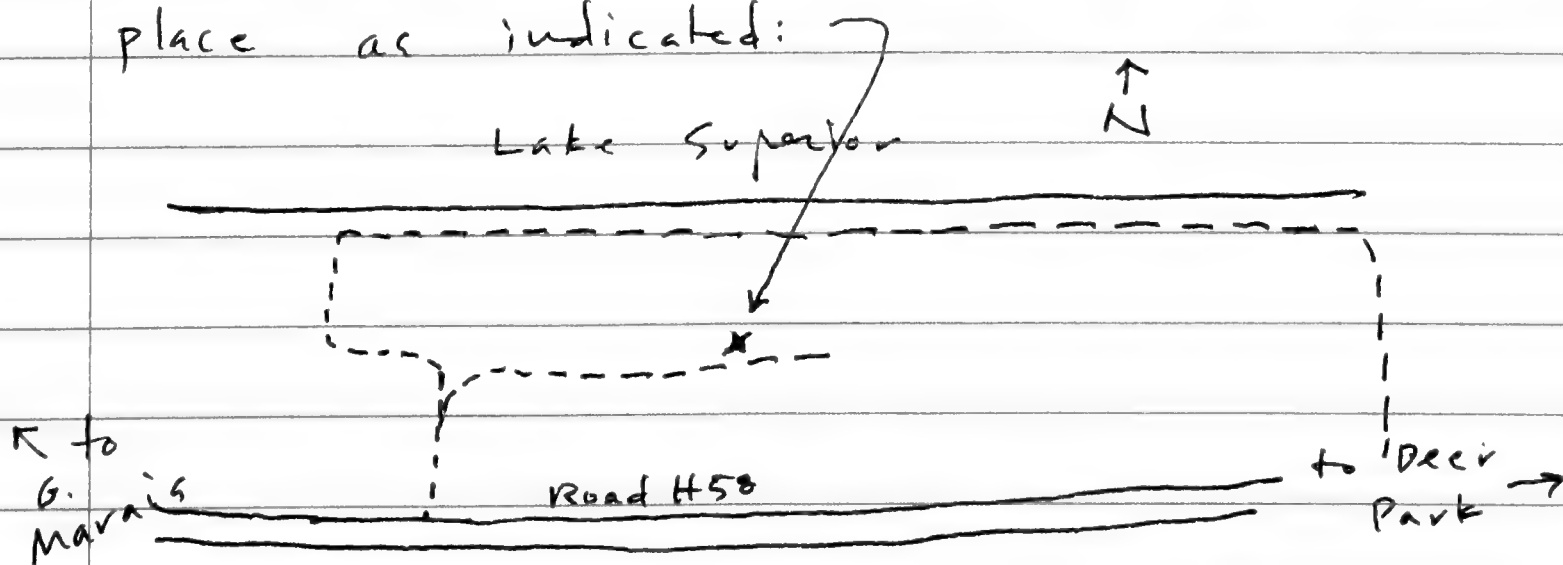 place as indicated:
↑
N
Lake Superior
↖ to
G.
Marais
Road H58
to Deer
Park →